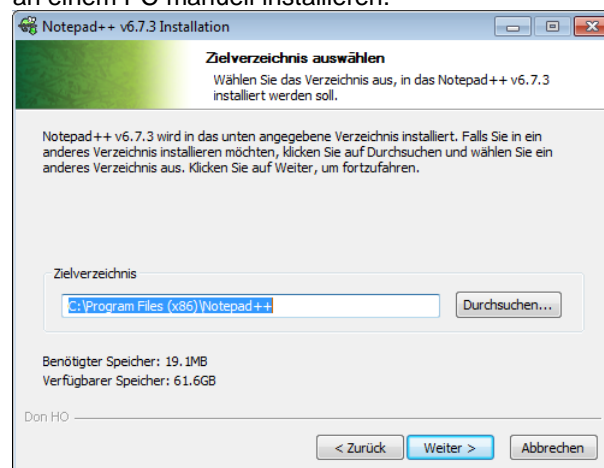 an einem PC manuell installieren:
Notepad++ v6.7.3 Installation
Zielverzeichnis auswählen
Wählen Sie das Verzeichnis aus, in das Notepad++ v6.7.3
installiert werden soll.
Notepad++ v6.7.3 wird in das unten angegebene Verzeichnis installiert. Falls Sie in ein
anderes Verzeichnis installieren möchten, klicken Sie auf Durchsuchen und wählen Sie ein
anderes Verzeichnis aus. Klicken Sie auf Weiter, um fortzufahren.
Zielverzeichnis
C:\Program Files (x86)\Notepad++
Durchsuchen...
Benötigter Speicher: 19.1MB
Verfügbarer Speicher: 61.6GB
Don HO
< Zurück Weiter > Abbrechen